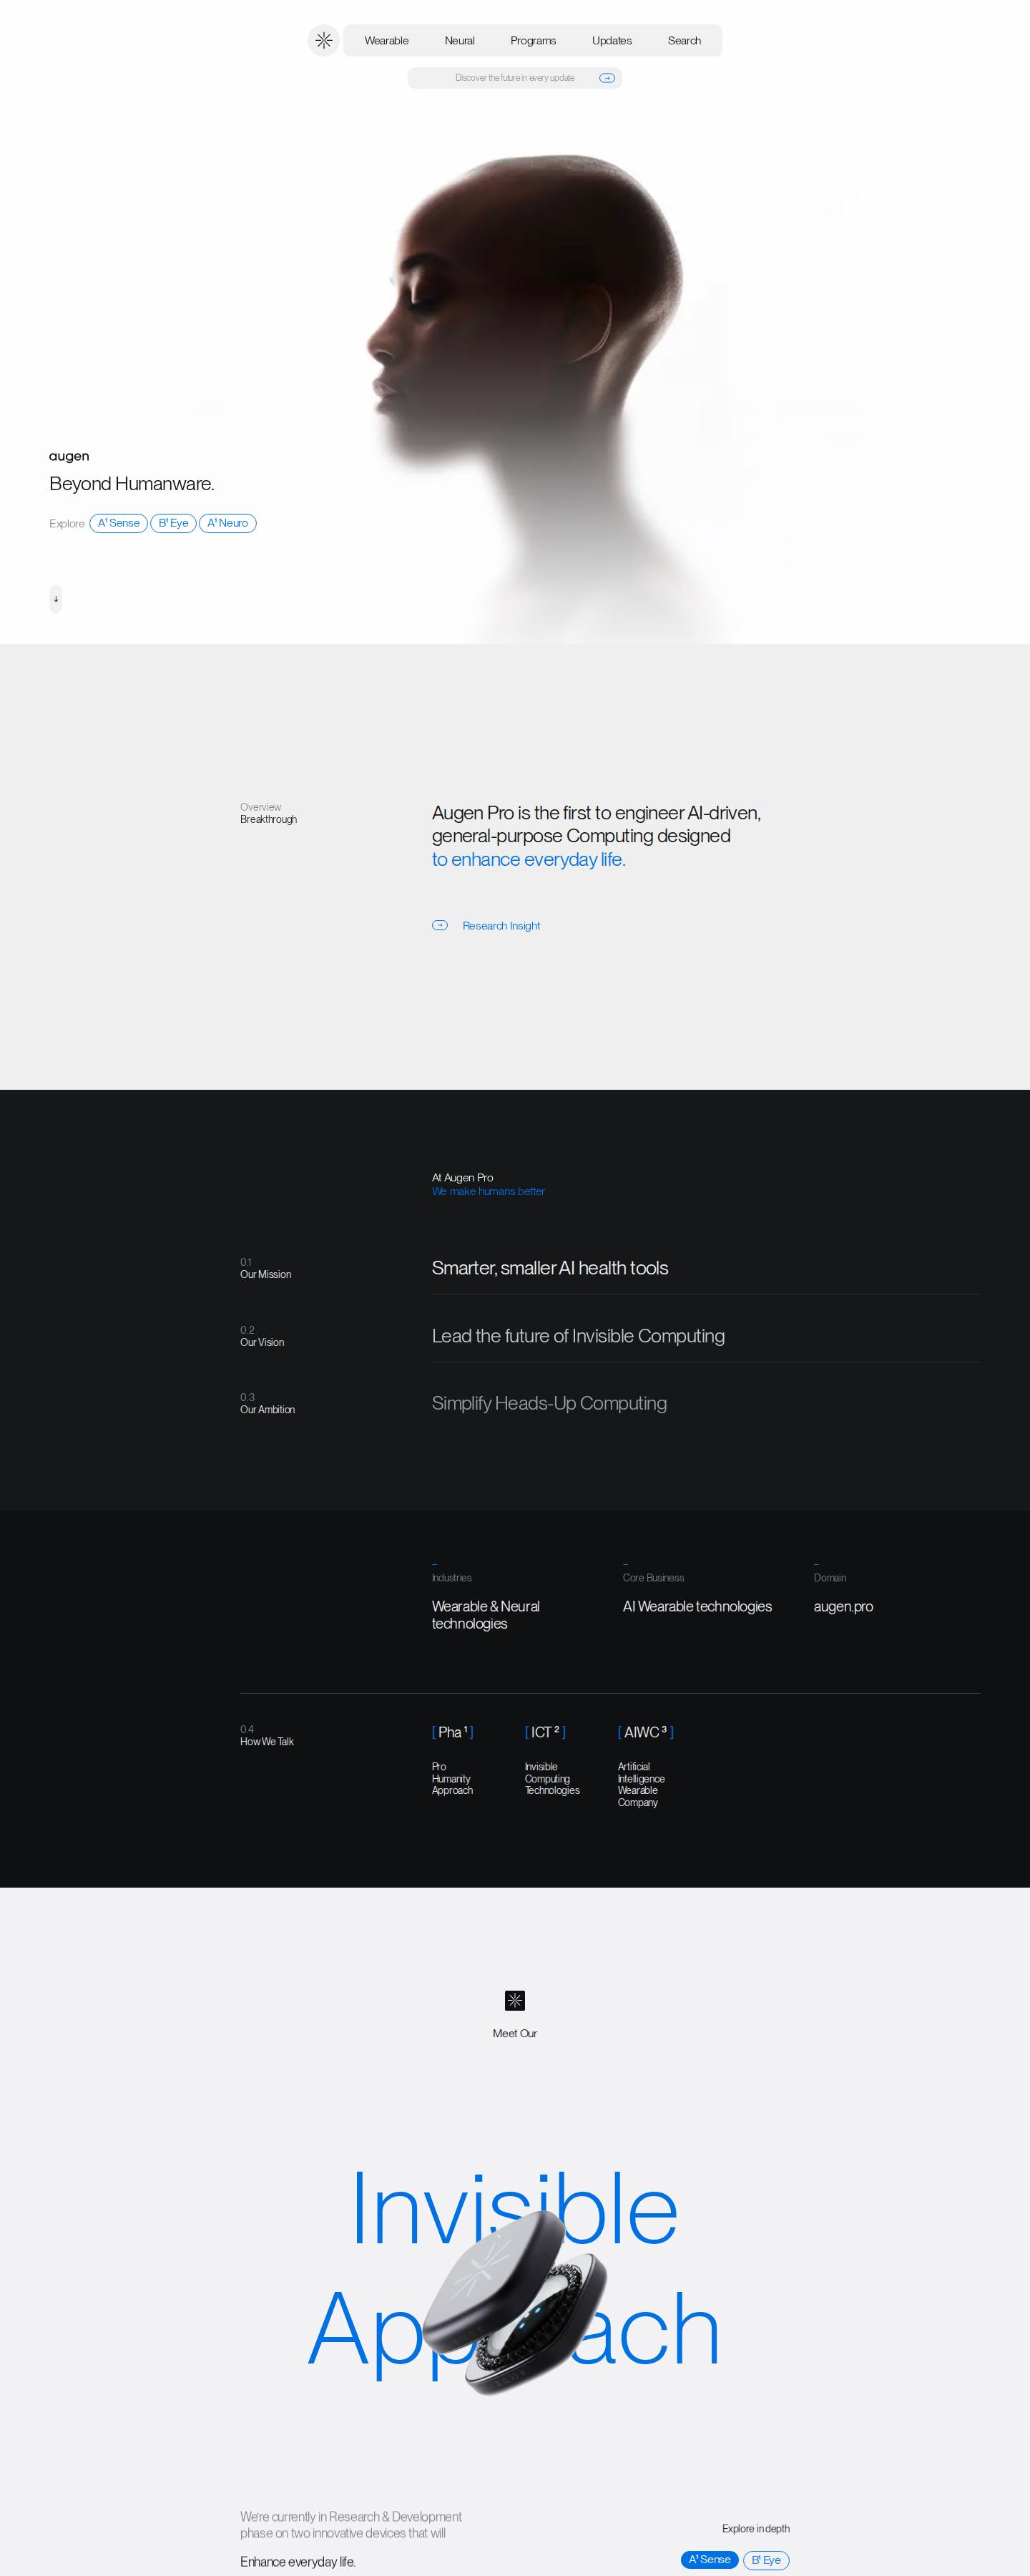 Wearable
Neural
Programs
Updates
Search
Discover the future in every update
augen
Beyond Humanware.
Explore
A¹ Sense
B¹ Eye
A¹ Neuro
Overview
Breakthrough
Augen Pro is the first to engineer AI-driven,
general-purpose Computing designed
to enhance everyday life.
Research Insight
At Augen Pro
We make humans better
0.1
Our Mission
Smarter, smaller AI health tools
0.2
Our Vision
Lead the future of Invisible Computing
0.3
Our Ambition
Simplify Heads-Up Computing
Industries
Wearable & Neural
technologies
Core Business
AI Wearable technologies
Domain
augen.pro
0.4
How We Talk
[ Pha ¹ ]
Pro
Humanity
Approach
[ ICT ² ]
Invisible
Computing
Technologies
[ AIWC ³ ]
Artificial
Intelligence
Wearable
Company
Meet Our
Invisible
Approach
We're currently in Research & Development
phase on two innovative devices that will
Enhance everyday life.
Explore in depth
A¹ Sense
B¹ Eye